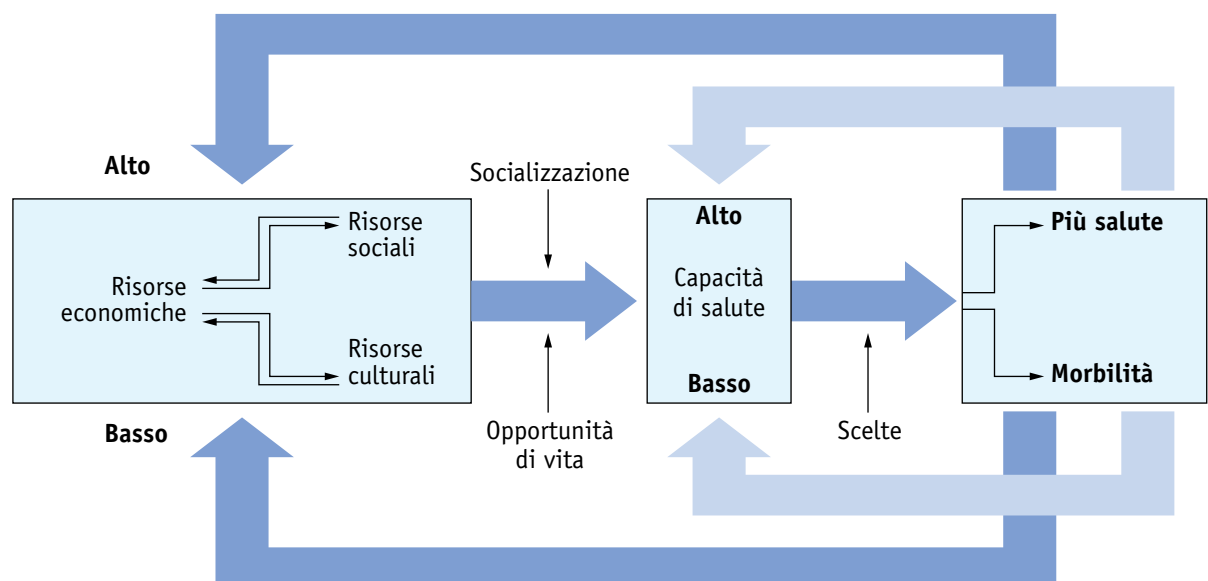 Alto
Socializzazione
Risorse
sociali
Risorse
economiche
Risorse
culturali
Basso
Opportunità
di vita
Alto
Capacità
di salute
Basso
Scelte
Più salute
Morbilità